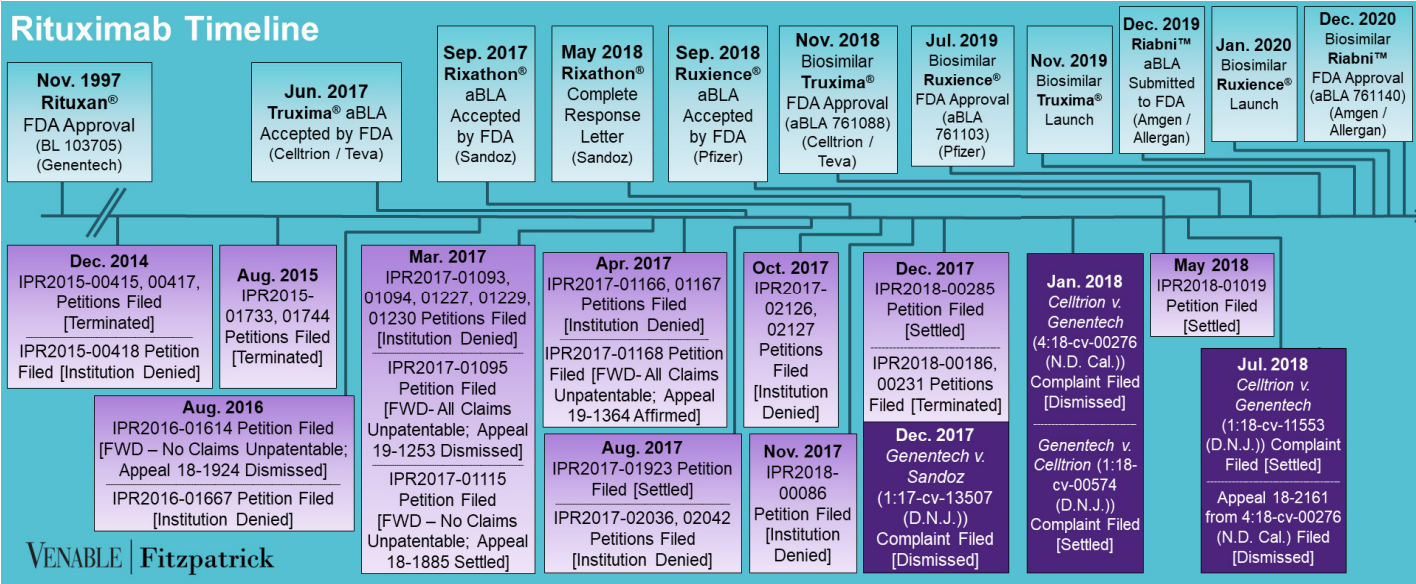 Rituximab Timeline
Nov. 1997
Rituxan®
FDA Approval
(BL 103705)
(Genentech)
Jun. 2017
Truxima® aBLA
Accepted by FDA
(Celltrion / Teva)
Sep. 2017
Rixathon®
aBLA
Accepted
by FDA
(Sandoz)
May 2018
Rixathon®
Complete
Response
Letter
(Sandoz)
Sep. 2018
Ruxience®
aBLA
Accepted
by FDA
(Pfizer)
Nov. 2018
Biosimilar
Truxima®
FDA Approval
(aBLA 761088)
(Celltrion /
Teva)
Jul. 2019
Biosimilar
Ruxience®
FDA Approval
(aBLA
761103)
(Pfizer)
Nov. 2019
Biosimilar
Truxima®
Launch
Dec. 2019
Riabni™
aBLA
Submitted
to FDA
(Amgen /
Allergan)
Jan. 2020
Biosimilar
Ruxience®
Launch
Dec. 2020
Biosimilar
Riabni™
FDA Approval
(aBLA 761140)
(Amgen /
Allergan)
Dec. 2014
IPR2015-00415, 00417,
Petitions Filed
[Terminated]
IPR2015-00418 Petition
Filed [Institution Denied]
Aug. 2015
IPR2015-
01733, 01744
Petitions Filed
[Terminated]
Aug. 2016
IPR2016-01614 Petition Filed
[FWD – No Claims Unpatentable;
Appeal 18-1924 Dismissed]
IPR2016-01667 Petition Filed
[Institution Denied]
Mar. 2017
IPR2017-01093,
01094, 01227, 01229,
01230 Petitions Filed
[Institution Denied]
IPR2017-01095
Petition Filed
[FWD- All Claims
Unpatentable; Appeal
19-1253 Dismissed]
IPR2017-01115
Petition Filed
[FWD – No Claims
Unpatentable; Appeal
18-1885 Settled]
Apr. 2017
IPR2017-01166, 01167
Petitions Filed
[Institution Denied]
IPR2017-01168 Petition
Filed [FWD- All Claims
Unpatentable; Appeal
19-1364 Affirmed]
Aug. 2017
IPR2017-01923 Petition
Filed [Settled]
IPR2017-02036, 02042
Petitions Filed
[Institution Denied]
Oct. 2017
IPR2017-
02126,
02127
Petitions
Filed
[Institution
Denied]
Nov. 2017
IPR2018-
00086
Petition Filed
[Institution
Denied]
Dec. 2017
IPR2018-00285
Petition Filed
[Settled]
IPR2018-00186,
00231 Petitions
Filed [Terminated]
Dec. 2017
Genentech v.
Sandoz
(1:17-cv-13507
(D.N.J.))
Complaint Filed
[Dismissed]
Jan. 2018
Celltrion v.
Genentech
(4:18-cv-00276
(N.D. Cal.))
Complaint Filed
[Dismissed]
Genentech v.
Celltrion (1:18-
cv-00574
(D.N.J.))
Complaint Filed
[Settled]
May 2018
IPR2018-01019
Petition Filed
[Settled]
Jul. 2018
Celltrion v.
Genentech
(1:18-cv-11553
(D.N.J.)) Complaint
Filed [Settled]
Appeal 18-2161
from 4:18-cv-00276
(N.D. Cal.) Filed
[Dismissed]
VENABLE | Fitzpatrick